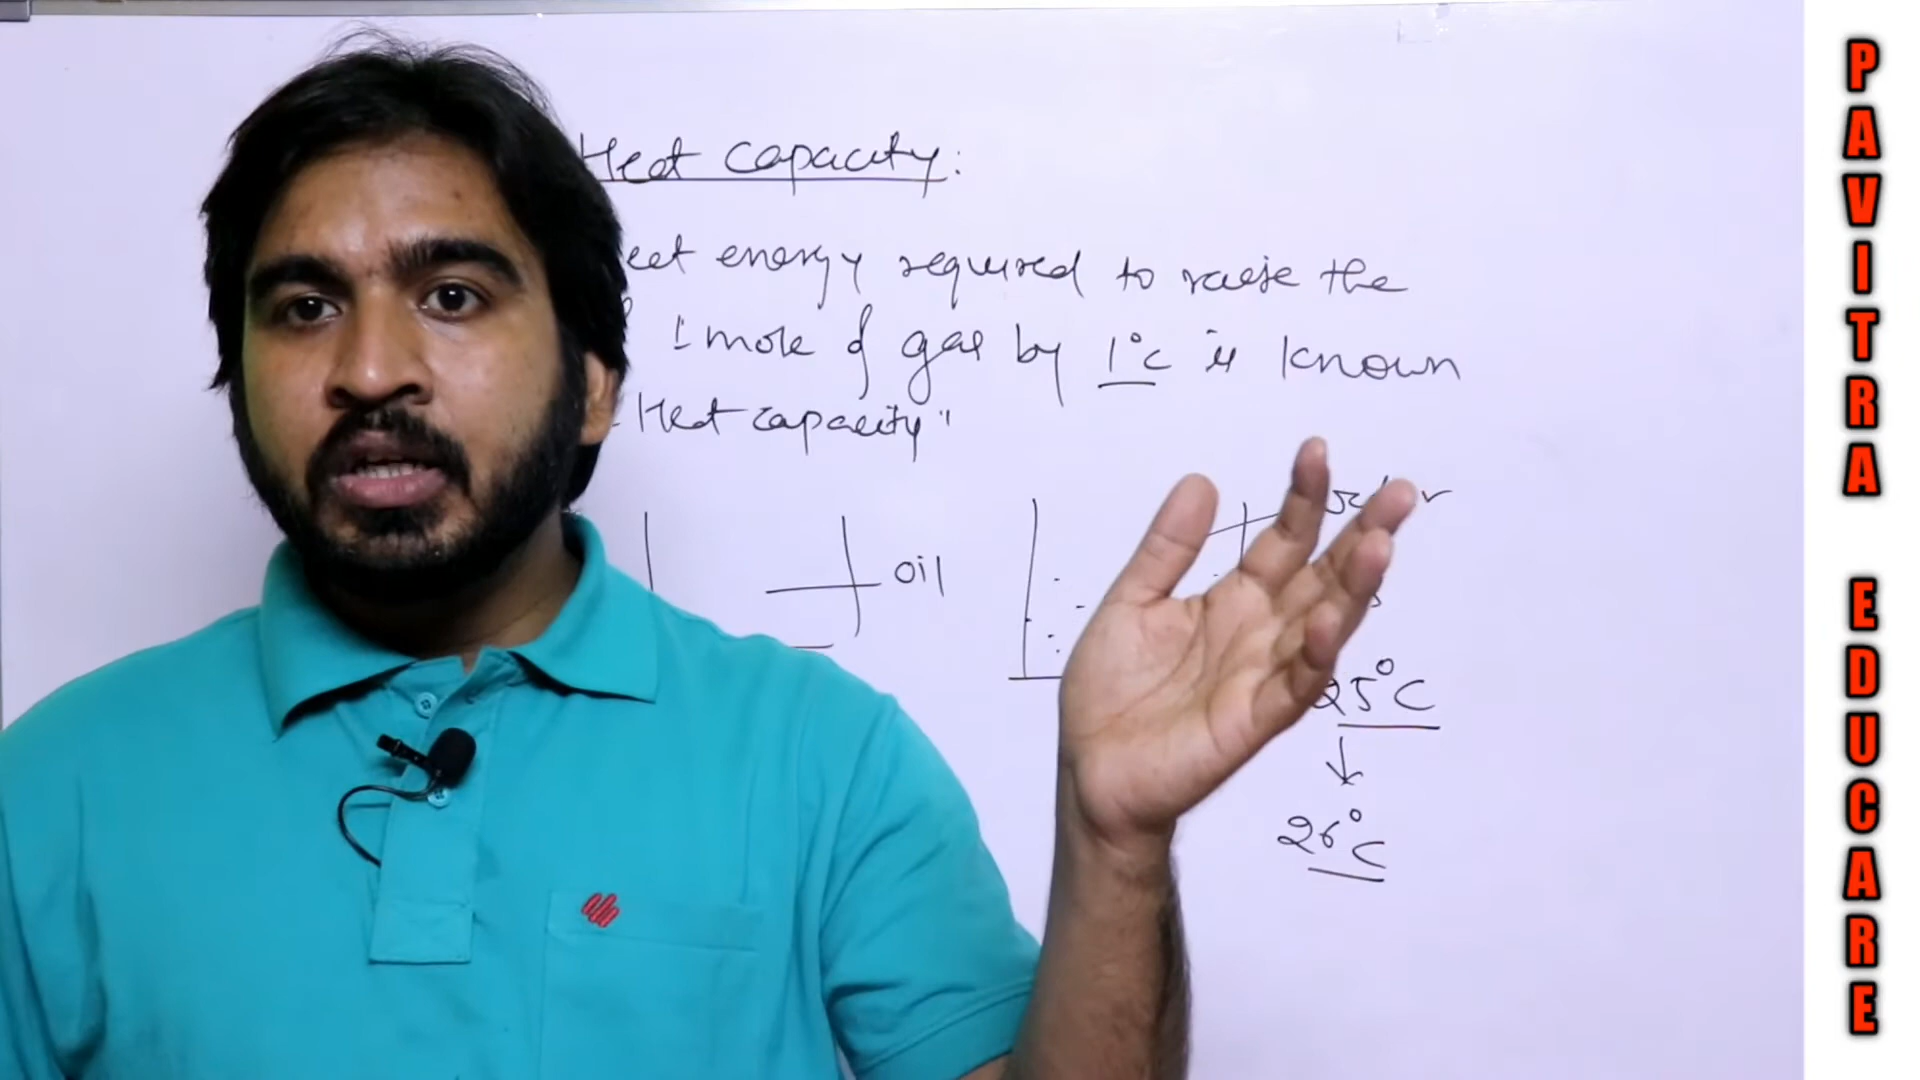 Heat capacity:
eat energy required to raise the
1 mole of gas by 1°C is known
Heat capacity"
oil
25°C
↓
26°C
PAVITRA EDUCARE